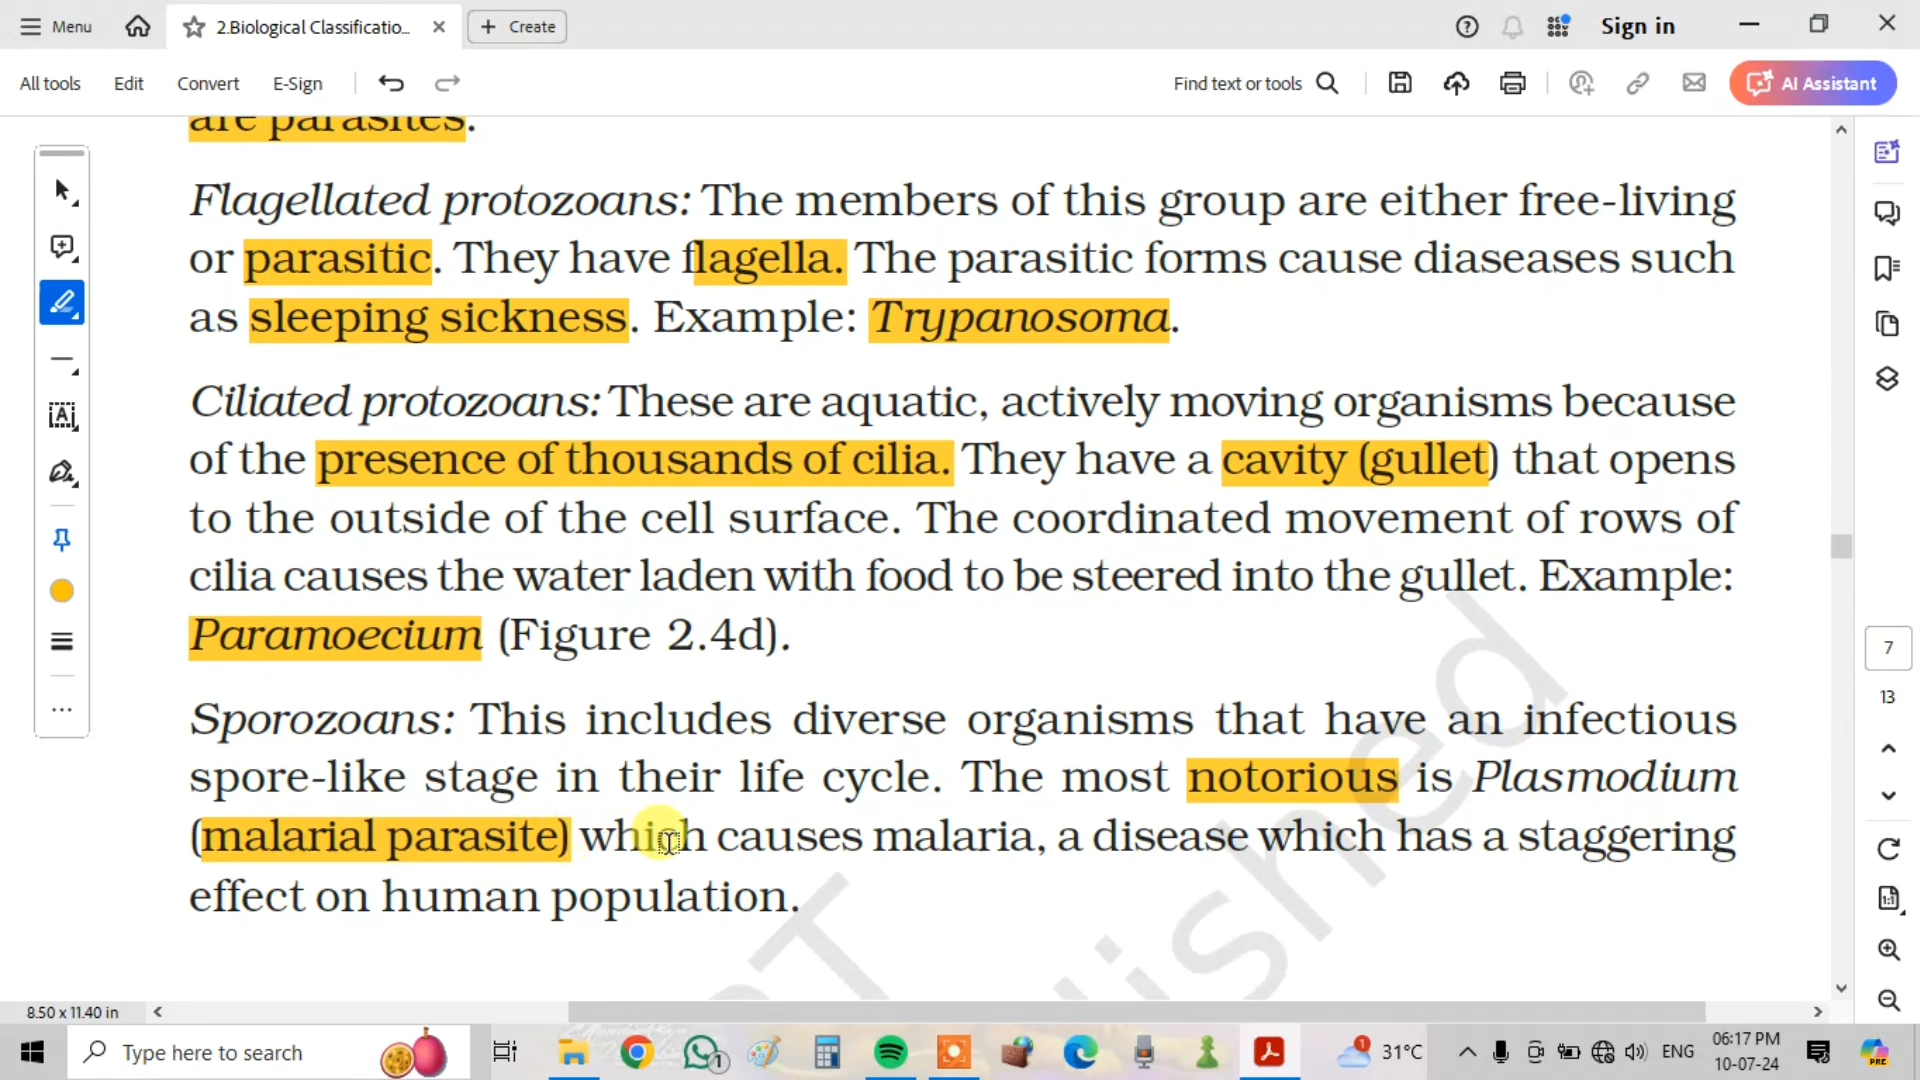 Menu
2.Biological Classificatio...
Create
Sign in
All tools
Edit
Convert
E-Sign
Find text or tools
AI Assistant
are parasites.
Flagellated protozoans: The members of this group are either free-living
or parasitic. They have flagella. The parasitic forms cause diaseases such
as sleeping sickness. Example: Trypanosoma.
Ciliated protozoans: These are aquatic, actively moving organisms because
of the presence of thousands of cilia. They have a cavity (gullet) that opens
to the outside of the cell surface. The coordinated movement of rows of
cilia causes the water laden with food to be steered into the gullet. Example:
Paramoecium (Figure 2.4d).
Sporozoans: This includes diverse organisms that have an infectious
spore-like stage in their life cycle. The most notorious is Plasmodium
(malarial parasite) which causes malaria, a disease which has a staggering
effect on human population.
7
13
8.50 x 11.40 in
Type here to search
1
1
31°C
ENG
06:17 PM
10-07-24
PRE